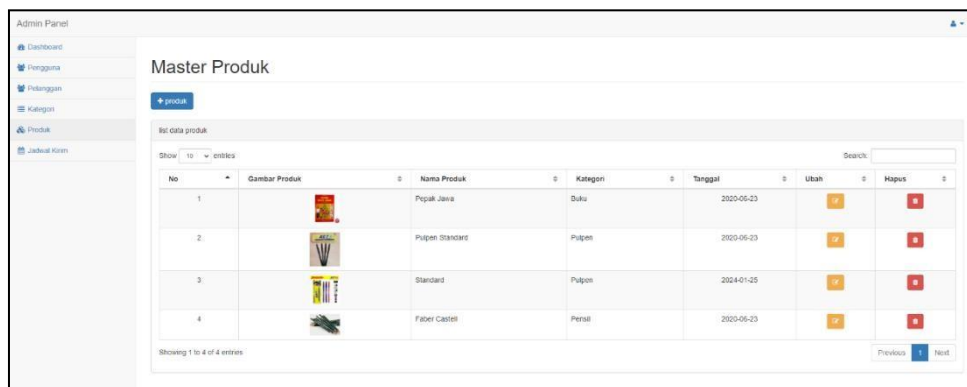 Admin Panel
Dashboard
Pengguna
Pelanggan
Kategori
Produk
Jadwal Kirim
Master Produk
+ produk
list data produk
Show 10 entries
Search:
No Gambar Produk Nama Produk Kategori Tanggal Ubah Hapus
1 Pepak Jawa Buku 2020-06-23
2 Pulpen Standard Pulpen 2020-06-23
3 Standard Pulpen 2024-01-25
4 Faber Castell Pensil 2020-06-23
Showing 1 to 4 of 4 entries
Previous 1 Next